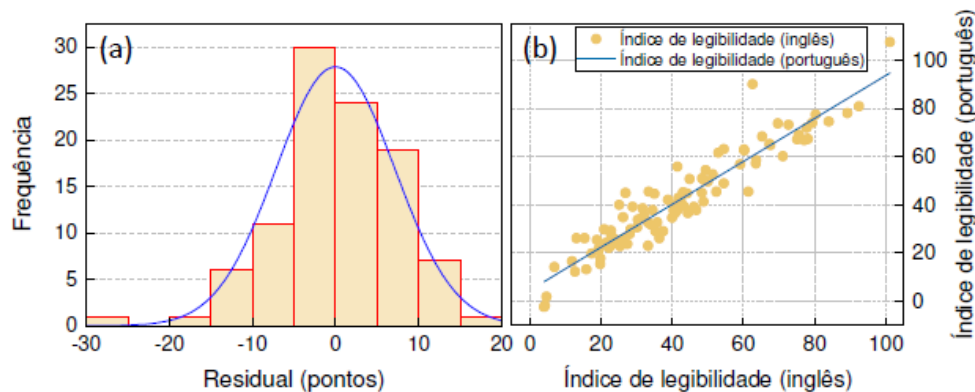 (a)
30
25
20
15
10
5
0
Frequência
-30 -20 -10 0 10 20
Residual (pontos)
(b)
Índice de legibilidade (inglês)
Índice de legibilidade (português)
100
80
60
40
20
0
Índice de legibilidade (português)
0 20 40 60 80 100
Índice de legibilidade (inglês)